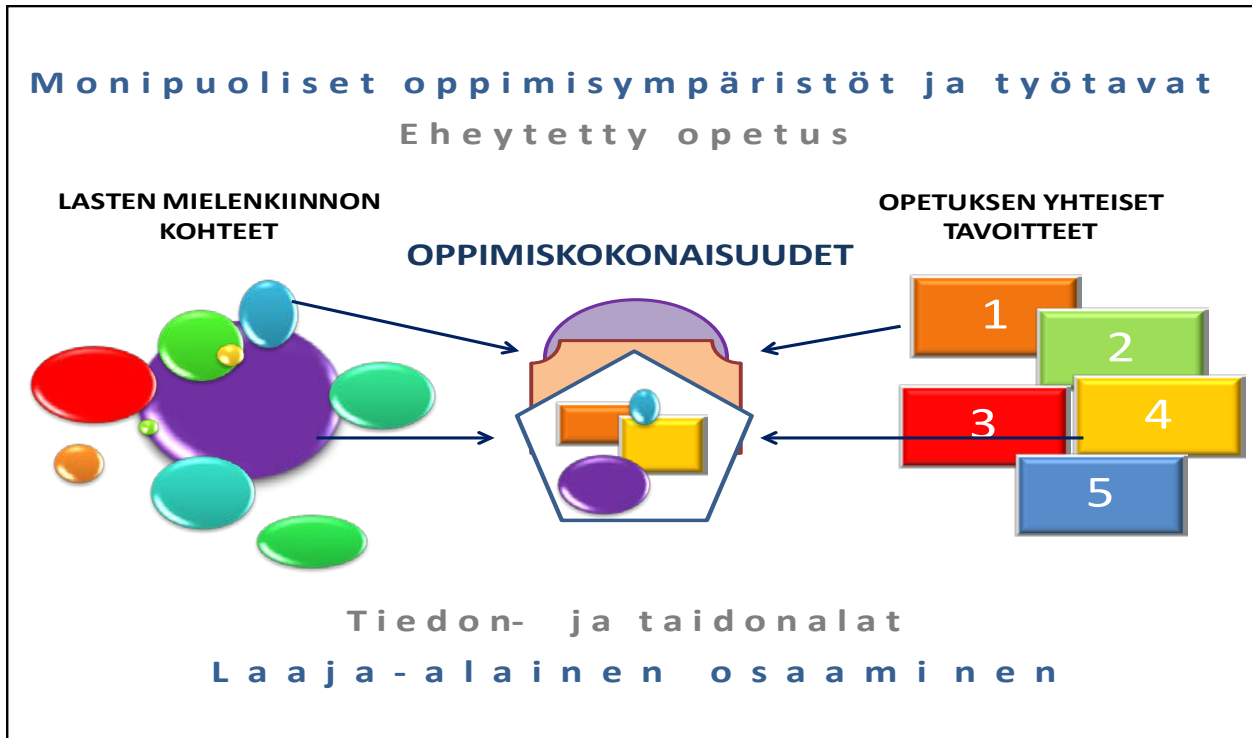 Monipuoliset oppimisympäristöt ja työtavat
Eheytetty opetus
LASTEN MIELENKIINNON
KOHTEET
OPPIMISKOKONAISUUDET
OPETUKSEN YHTEISET
TAVOITTEET
1
2
3
4
5
Tiedon- ja taidonalat
Laaja-alainen osaaminen